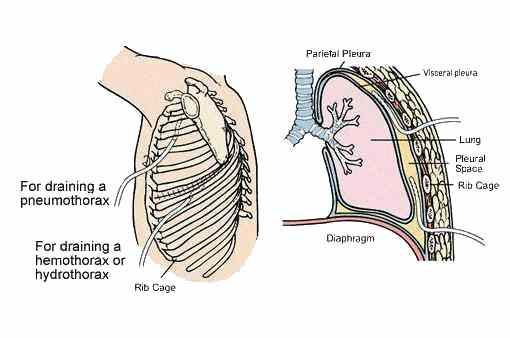 Parietal Pleura
Visceral pleura
Lung
Pleural
Space
Rib Cage
Diaphragm
For draining a
pneumothorax
For draining a
hemothorax or
hydrothorax
Rib Cage